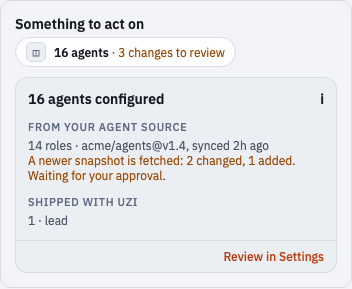 Something to act on
16 agents · 3 changes to review
16 agents configured
i
FROM YOUR AGENT SOURCE
14 roles · acme/agents@v1.4, synced 2h ago
A newer snapshot is fetched: 2 changed, 1 added.
Waiting for your approval.
SHIPPED WITH UZI
1 · lead
Review in Settings